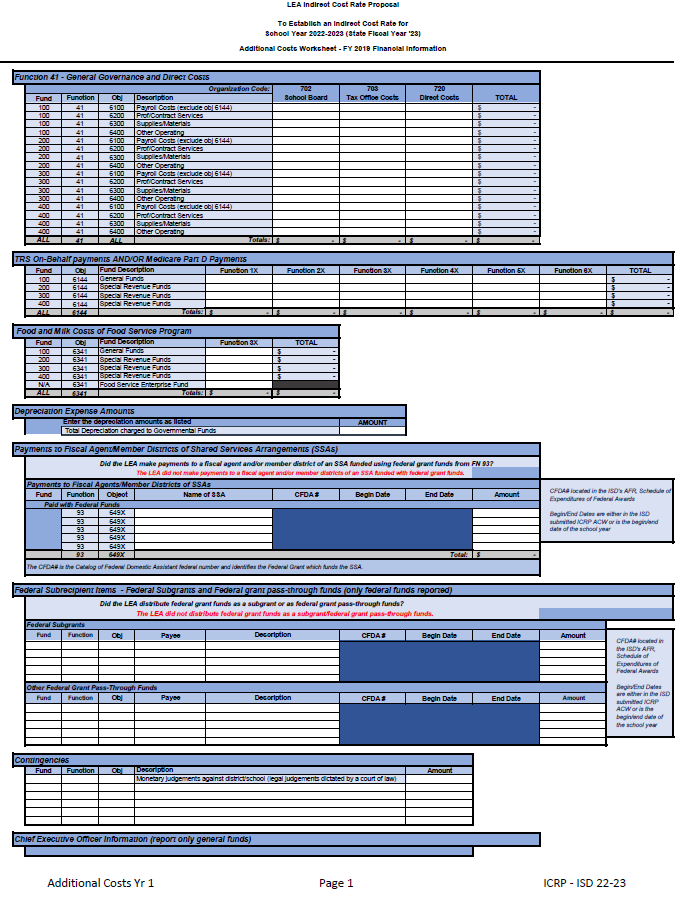 LEA Indirect Cost Rate Proposal
To Establish an Indirect Cost Rate for
School Year 2022-2023 (State Fiscal Year '23)
Additional Costs Worksheet - FY 2019 Financial Information
Function 41 - General Governance and Direct Costs
Organization Code: 702 703 720
Fund Function Obj Description School Board Tax Office Costs Direct Costs TOTAL
100 41 6100 Payroll Costs (exclude obj 6144) $ -
100 41 6200 Prof/Contract Services $ -
100 41 6300 Supplies/Materials $ -
100 41 6400 Other Operating $ -
200 41 6100 Payroll Costs (exclude obj 6144) $ -
200 41 6200 Prof/Contract Services $ -
200 41 6300 Supplies/Materials $ -
200 41 6400 Other Operating $ -
300 41 6100 Payroll Costs (exclude obj 6144) $ -
300 41 6200 Prof/Contract Services $ -
300 41 6300 Supplies/Materials $ -
300 41 6400 Other Operating $ -
400 41 6100 Payroll Costs (exclude obj 6144) $ -
400 41 6200 Prof/Contract Services $ -
400 41 6300 Supplies/Materials $ -
400 41 6400 Other Operating $ -
ALL 41 ALL Totals: $ - $ - $ - $ -
TRS On-Behalf payments AND/OR Medicare Part D Payments
Fund Obj Fund Description Function 1X Function 2X Function 3X Function 4X Function 5X Function 6X TOTAL
100 6144 General Funds $ -
200 6144 Special Revenue Funds $ -
300 6144 Special Revenue Funds $ -
400 6144 Special Revenue Funds $ -
ALL 6144 Totals: $ - $ - $ - $ - $ - $ - $ -
Food and Milk Costs of Food Service Program
Fund Obj Fund Description Function 3X TOTAL
100 6341 General Funds $ -
200 6341 Special Revenue Funds $ -
300 6341 Special Revenue Funds $ -
400 6341 Special Revenue Funds $ -
N/A 6341 Food Service Enterprise Fund
ALL 6341 Totals: $ - $ -
Depreciation Expense Amounts
Enter the depreciation amounts as listed AMOUNT
Total Depreciation charged to Governmental Funds
Payments to Fiscal Agent/Member Districts of Shared Services Arrangements (SSAs)
Did the LEA make payments to a fiscal agent and/or member district of an SSA funded using federal grant funds from FN 93?
The LEA did not make payments to a fiscal agent and/or member districts of an SSA funded with federal grant funds.
Payments to Fiscal Agents/Member Districts of SSAs
Fund Function Object Name of SSA CFDA # Begin Date End Date Amount
Paid with Federal Funds
93 649X
93 649X
93 649X
93 649X
93 649X
93 649X Total: $ -
The CFDA# is the Catalog of Federal Domestic Assistant federal number and identifies the Federal Grant which funds the SSA.
CFDA# located in the ISD's AFR, Schedule of
Expenditures of Federal Awards
Begin/End Dates are either in the ISD
submitted ICRP ACW or is the begin/end
date of the school year
Federal Subrecipient Items - Federal Subgrants and Federal grant pass-through funds (only federal funds reported)
Did the LEA distribute federal grant funds as a subgrant or as federal grant pass-through funds?
The LEA did not distribute federal grant funds as a subgrant/federal grant pass-through funds.
Federal Subgrants
Fund Function Obj Payee Description CFDA # Begin Date End Date Amount
Other Federal Grant Pass-Through Funds
Fund Function Obj Payee Description CFDA # Begin Date End Date Amount
CFDA# located in
the ISD's AFR,
Schedule of
Expenditures of
Federal Awards
Begin/End Dates
are either in the ISD
submitted ICRP
ACW or is the
begin/end date of
the school year
Contingencies
Fund Function Obj Description Amount
Monetary judgements against district/school (legal judgements dictated by a court of law)
Chief Executive Officer Information (report only general funds)
Additional Costs Yr 1 Page 1 ICRP - ISD 22-23